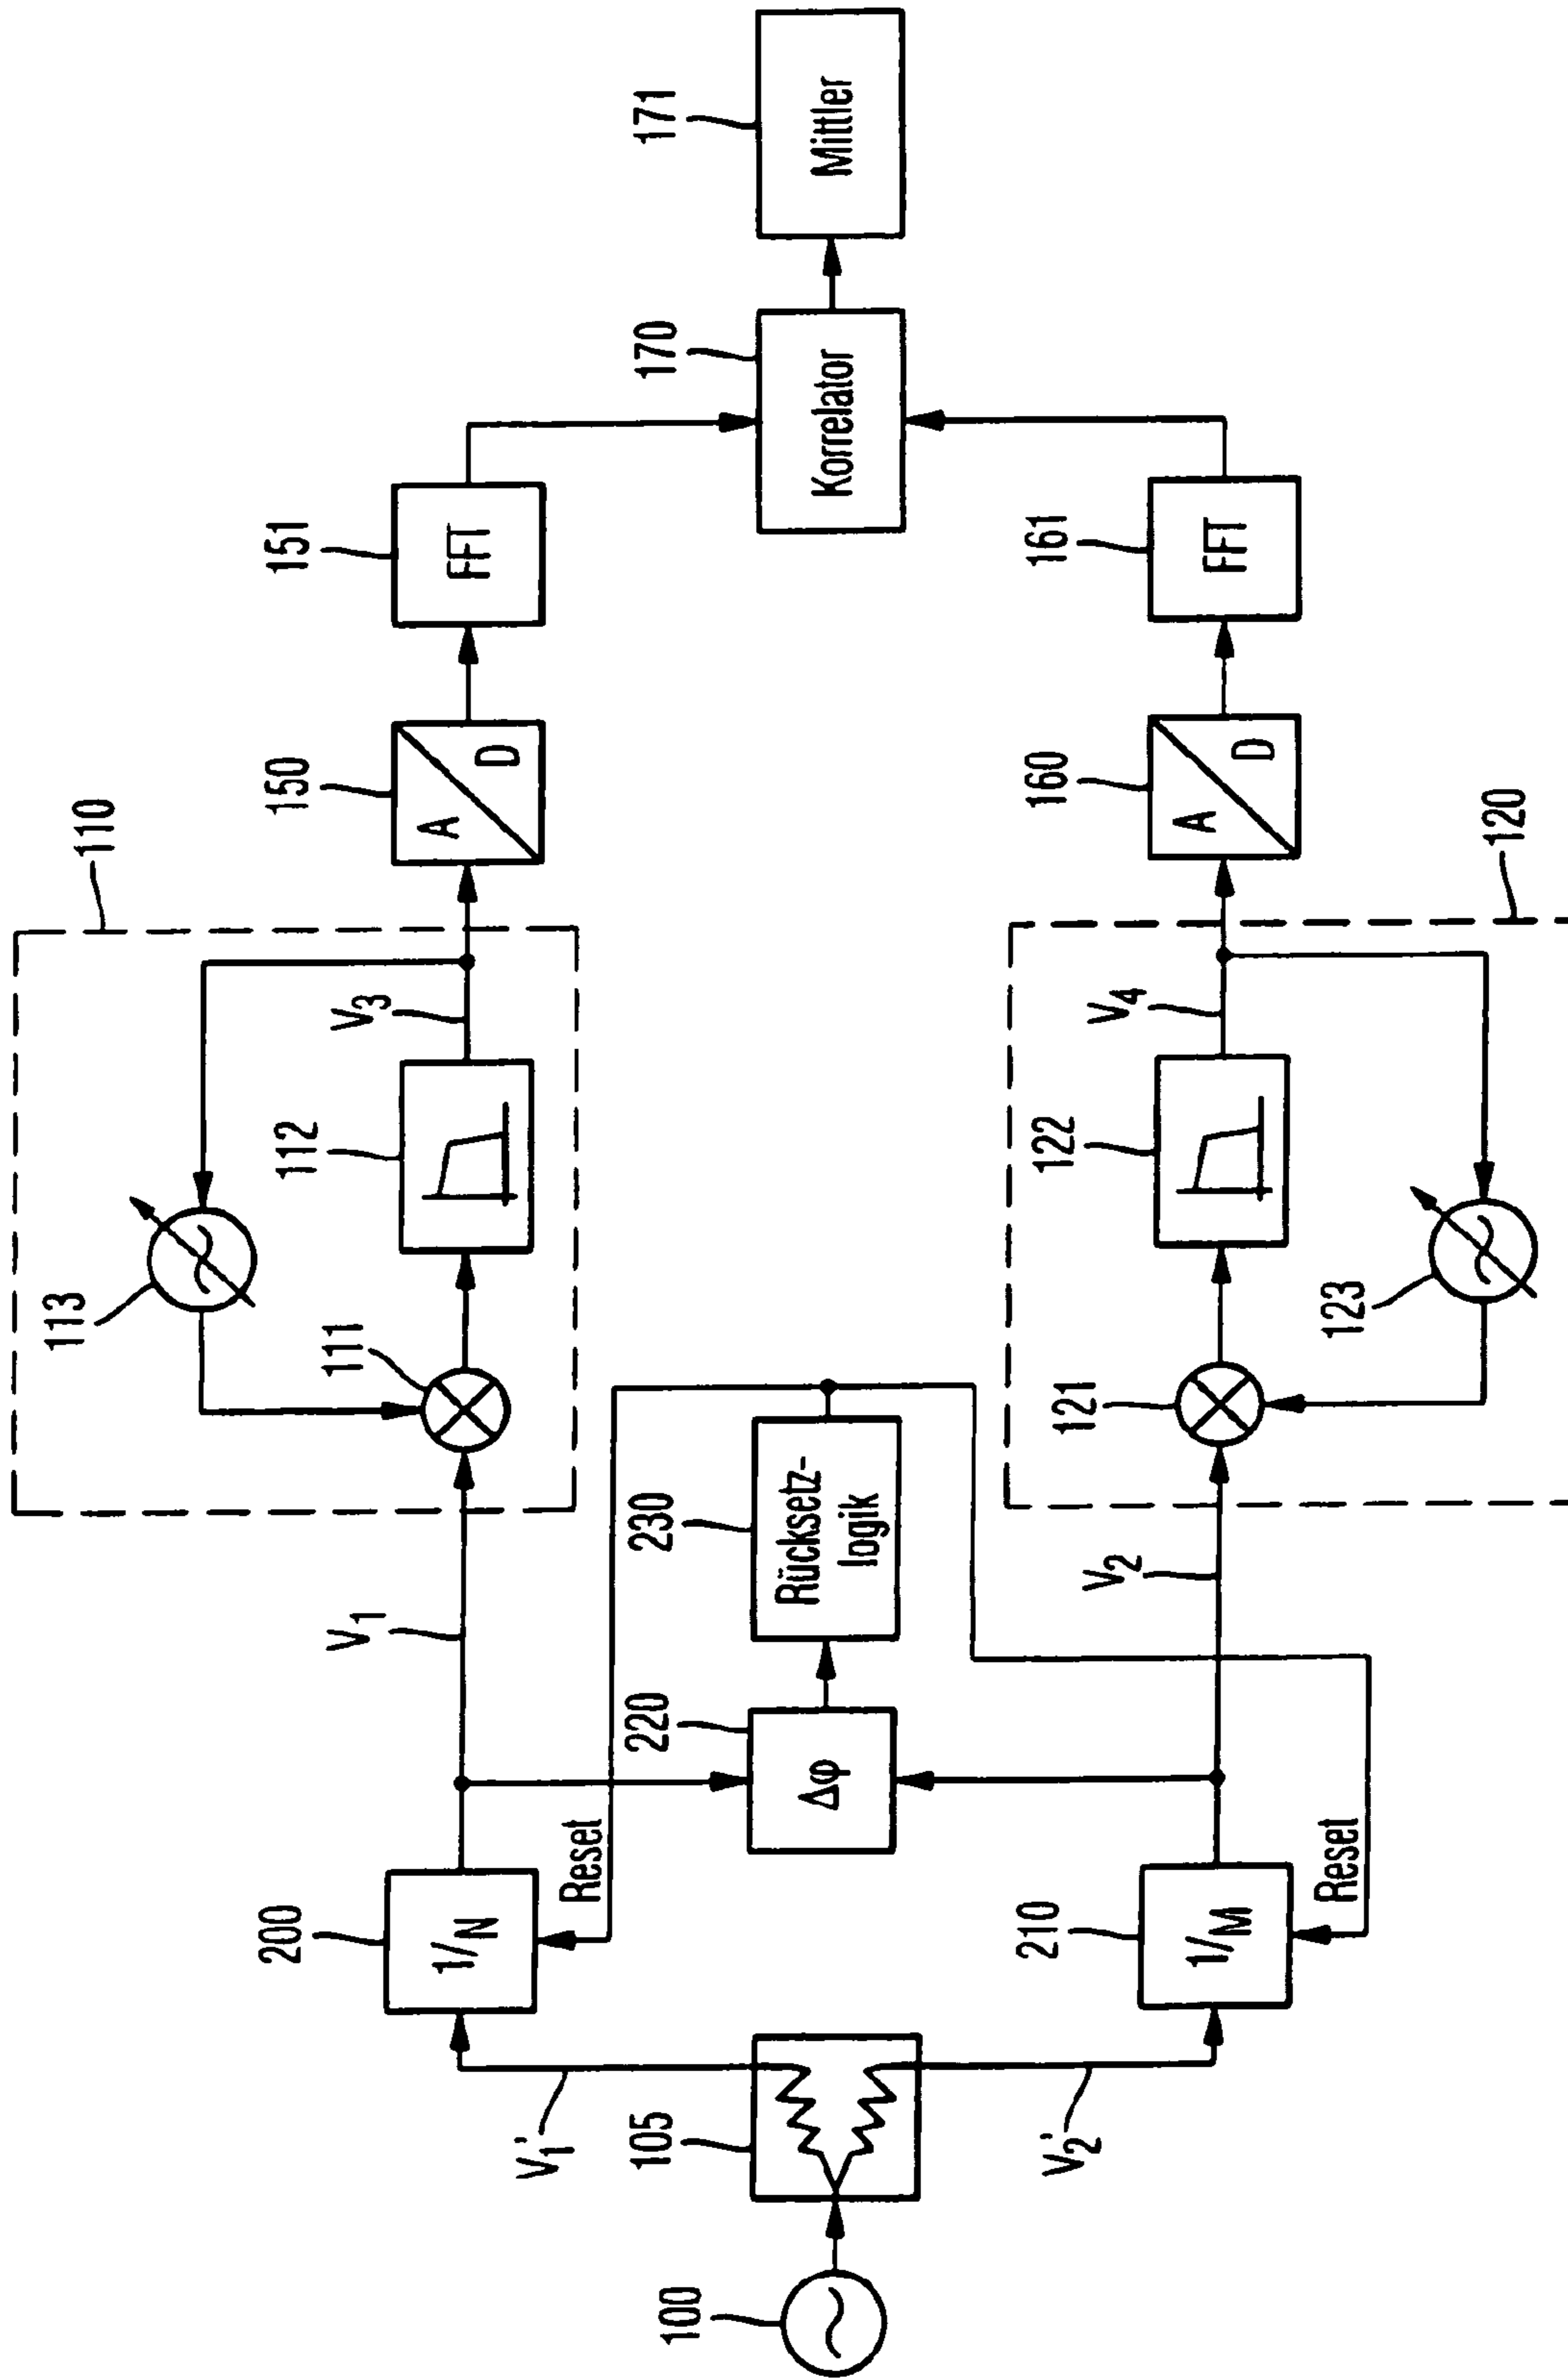 110
113
111
112
V3
150
A
D
151
FFT
171
Mittler
170
Korrelator
V1
200
1/N
Reset
230
Rücksetz-
logik
220
Δφ
V1'
105
100
V2'
210
1/M
Reset
V2
121
122
V4
123
120
160
A
D
161
FFT